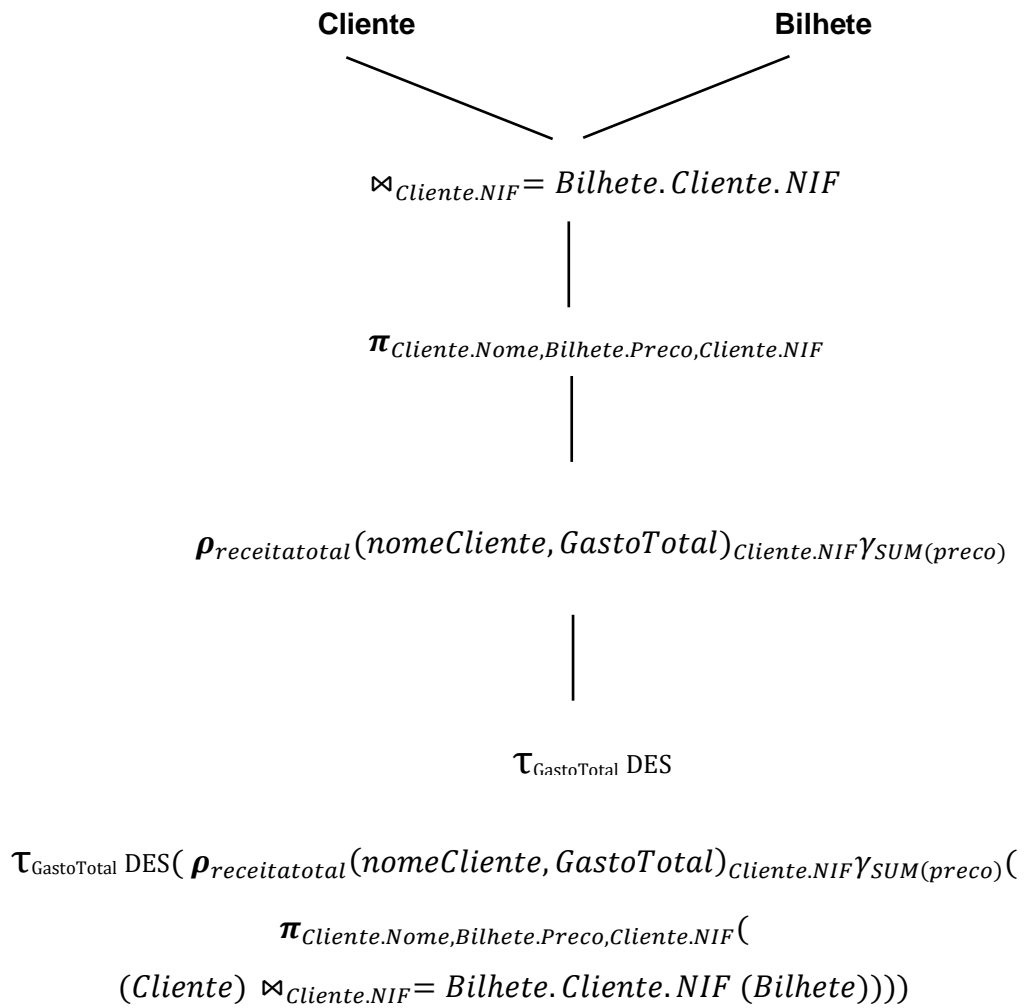 Cliente Bilhete
⋈Cliente.NIF= Bilhete.Cliente.NIF
πCliente.Nome,Bilhete.Preco,Cliente.NIF
ρreceitatotal(nomeCliente, GastoTotal)Cliente.NIFγSUM(preco)
τGastoTotal DES
τGastoTotal DES( ρreceitatotal(nomeCliente, GastoTotal)Cliente.NIFγSUM(preco)(
πCliente.Nome,Bilhete.Preco,Cliente.NIF(
(Cliente) ⋈Cliente.NIF= Bilhete.Cliente.NIF (Bilhete))))